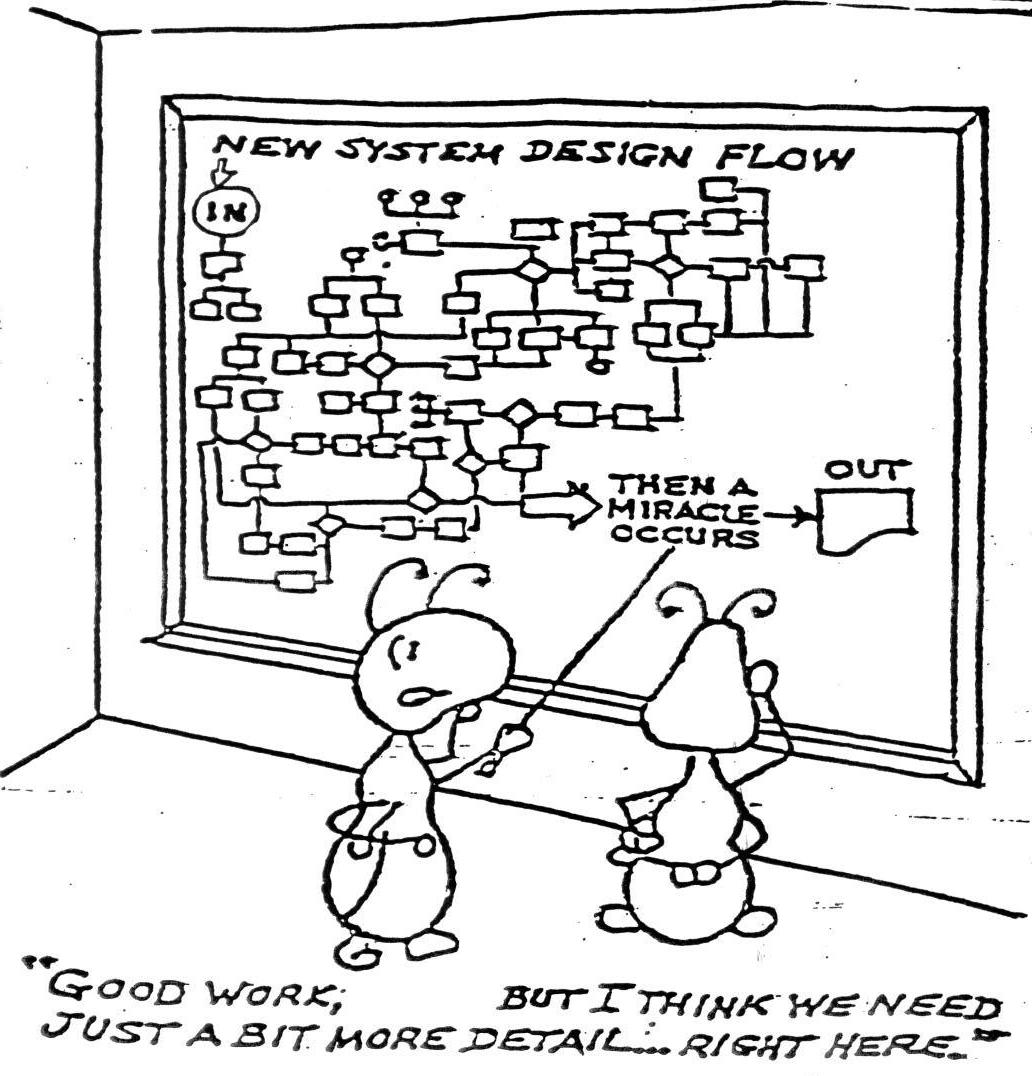 NEW SYSTEM DESIGN FLOW
IN
THEN A
MIRACLE
OCCURS
OUT
"GOOD WORK; BUT I THINK WE NEED
JUST A BIT MORE DETAIL... RIGHT HERE."